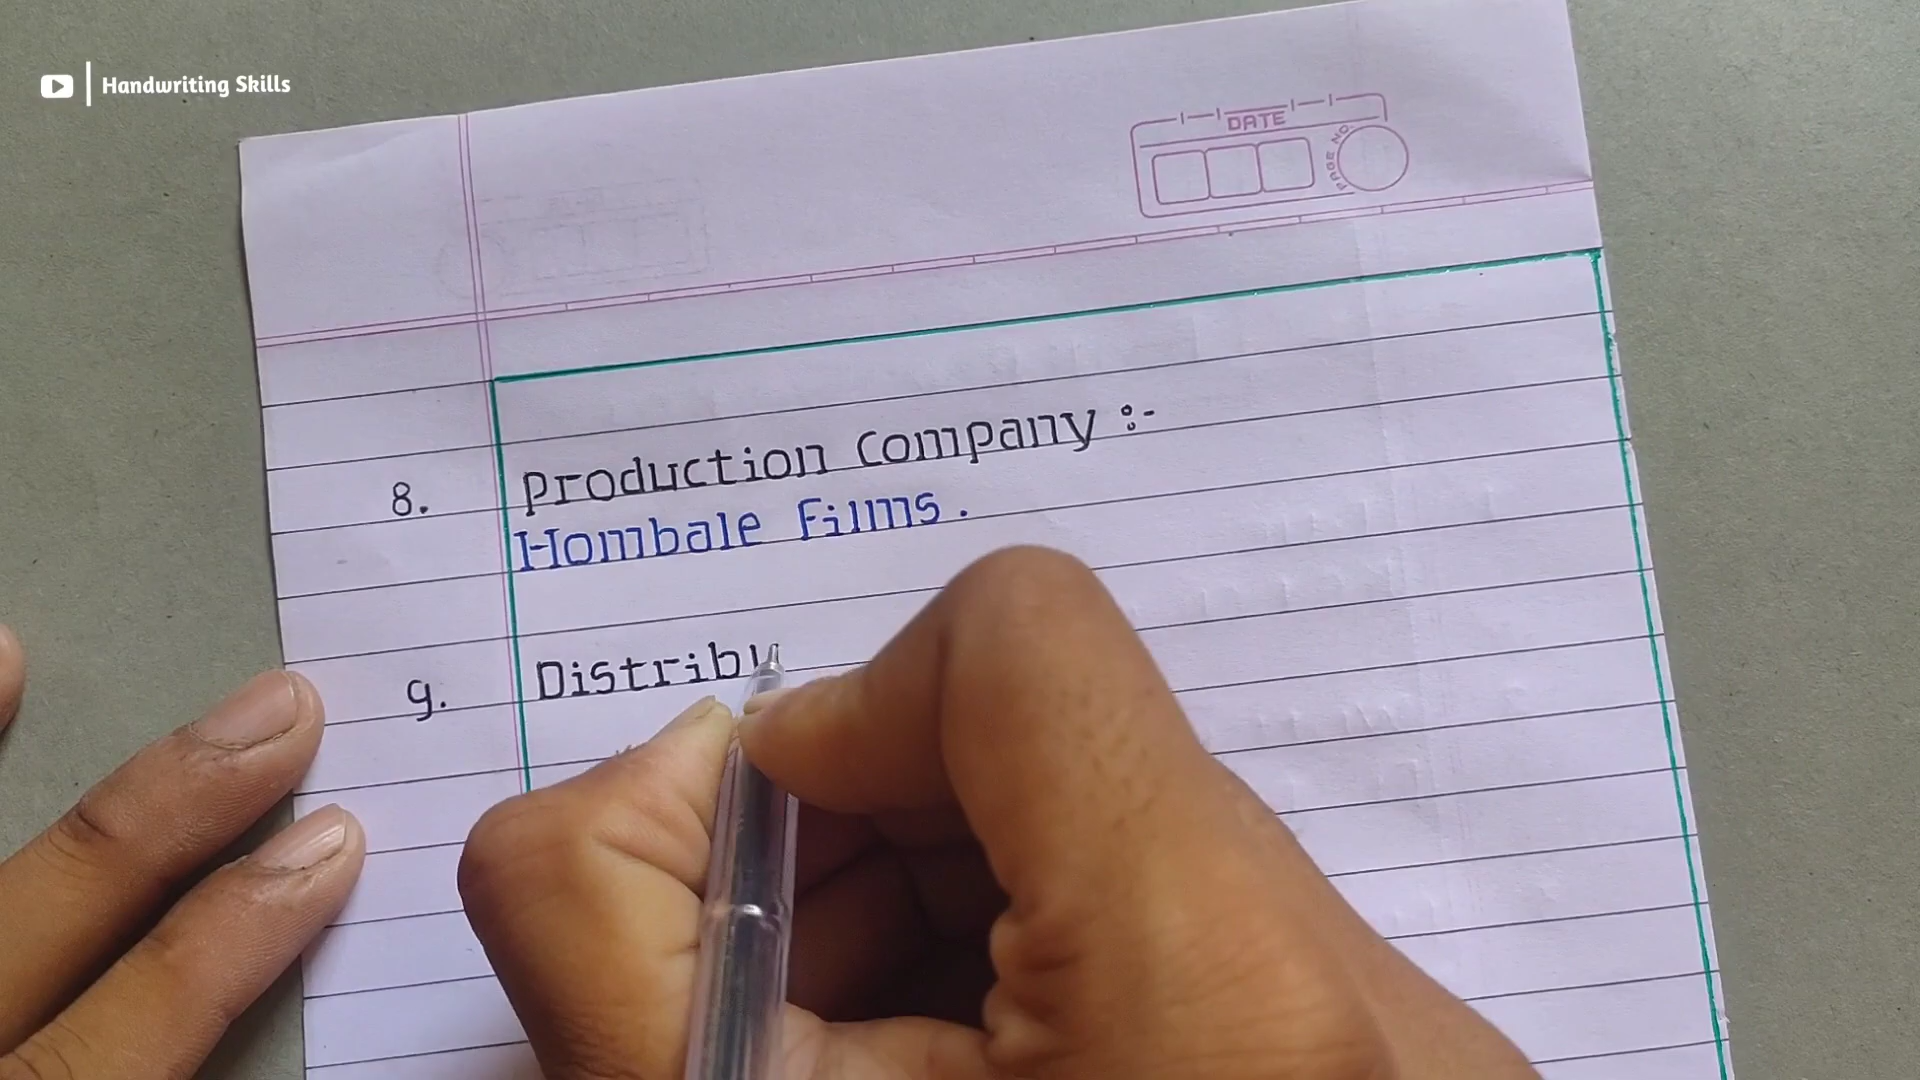 Handwriting Skills
DATE
PAGE NO.
8. Production Company :-
Hombale Films.
9. Distribu